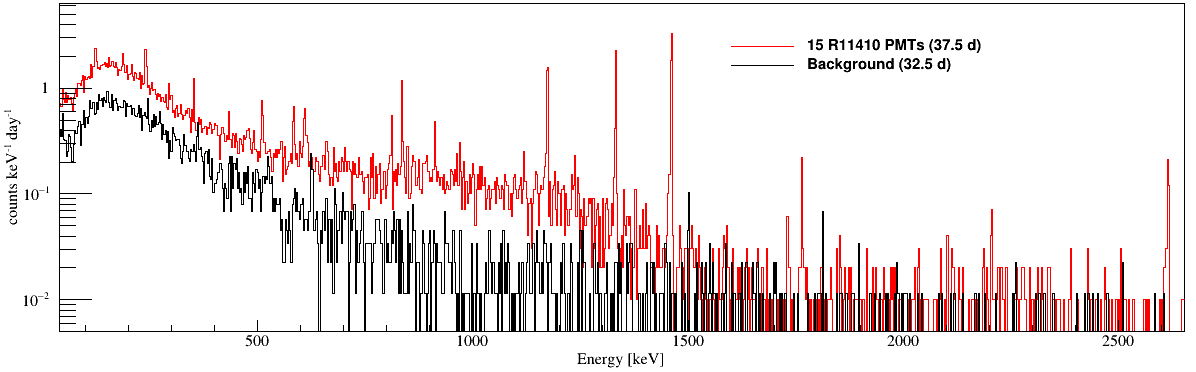 15 R11410 PMTs (37.5 d)
Background (32.5 d)
counts keV⁻¹ day⁻¹
1
10⁻¹
10⁻²
500 1000 1500 2000 2500
Energy [keV]